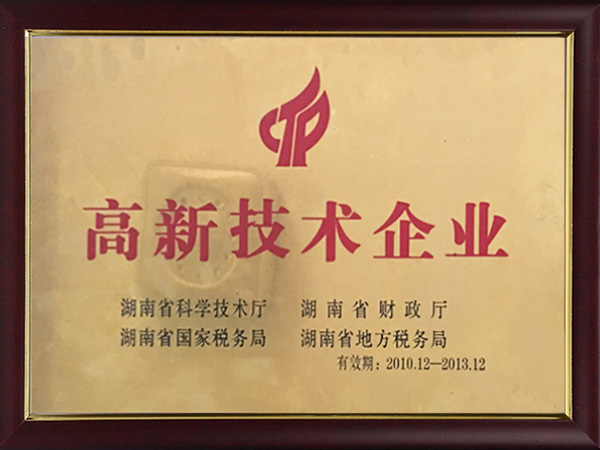 CTP
高新技术企业
湖南省科学技术厅 湖南省财政厅
湖南省国家税务局 湖南省地方税务局
有效期：2010.12—2013.12